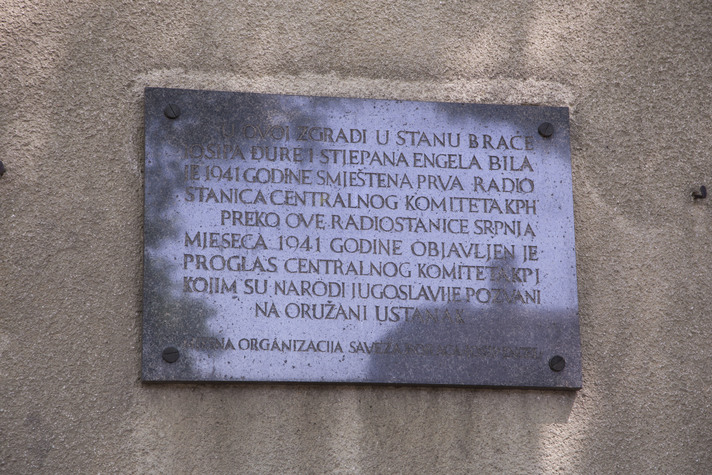 U OVOJ ZGRADI U STANU BRAĆE
JOSIPA ĐURE I STJEPANA ENGELA BILA
JE 1941 GODINE SMJEŠTENA PRVA RADIO
STANICA CENTRALNOG KOMITETA KPH
PREKO OVE RADIOSTANICE SRPNJA
MJESECA 1941 GODINE OBJAVLJEN JE
PROGLAS CENTRALNOG KOMITETA KPJ
KOJIM SU NARODI JUGOSLAVIJE POZVANI
NA ORUŽANI USTANAK
ORGANIZACIJA SAVEZA